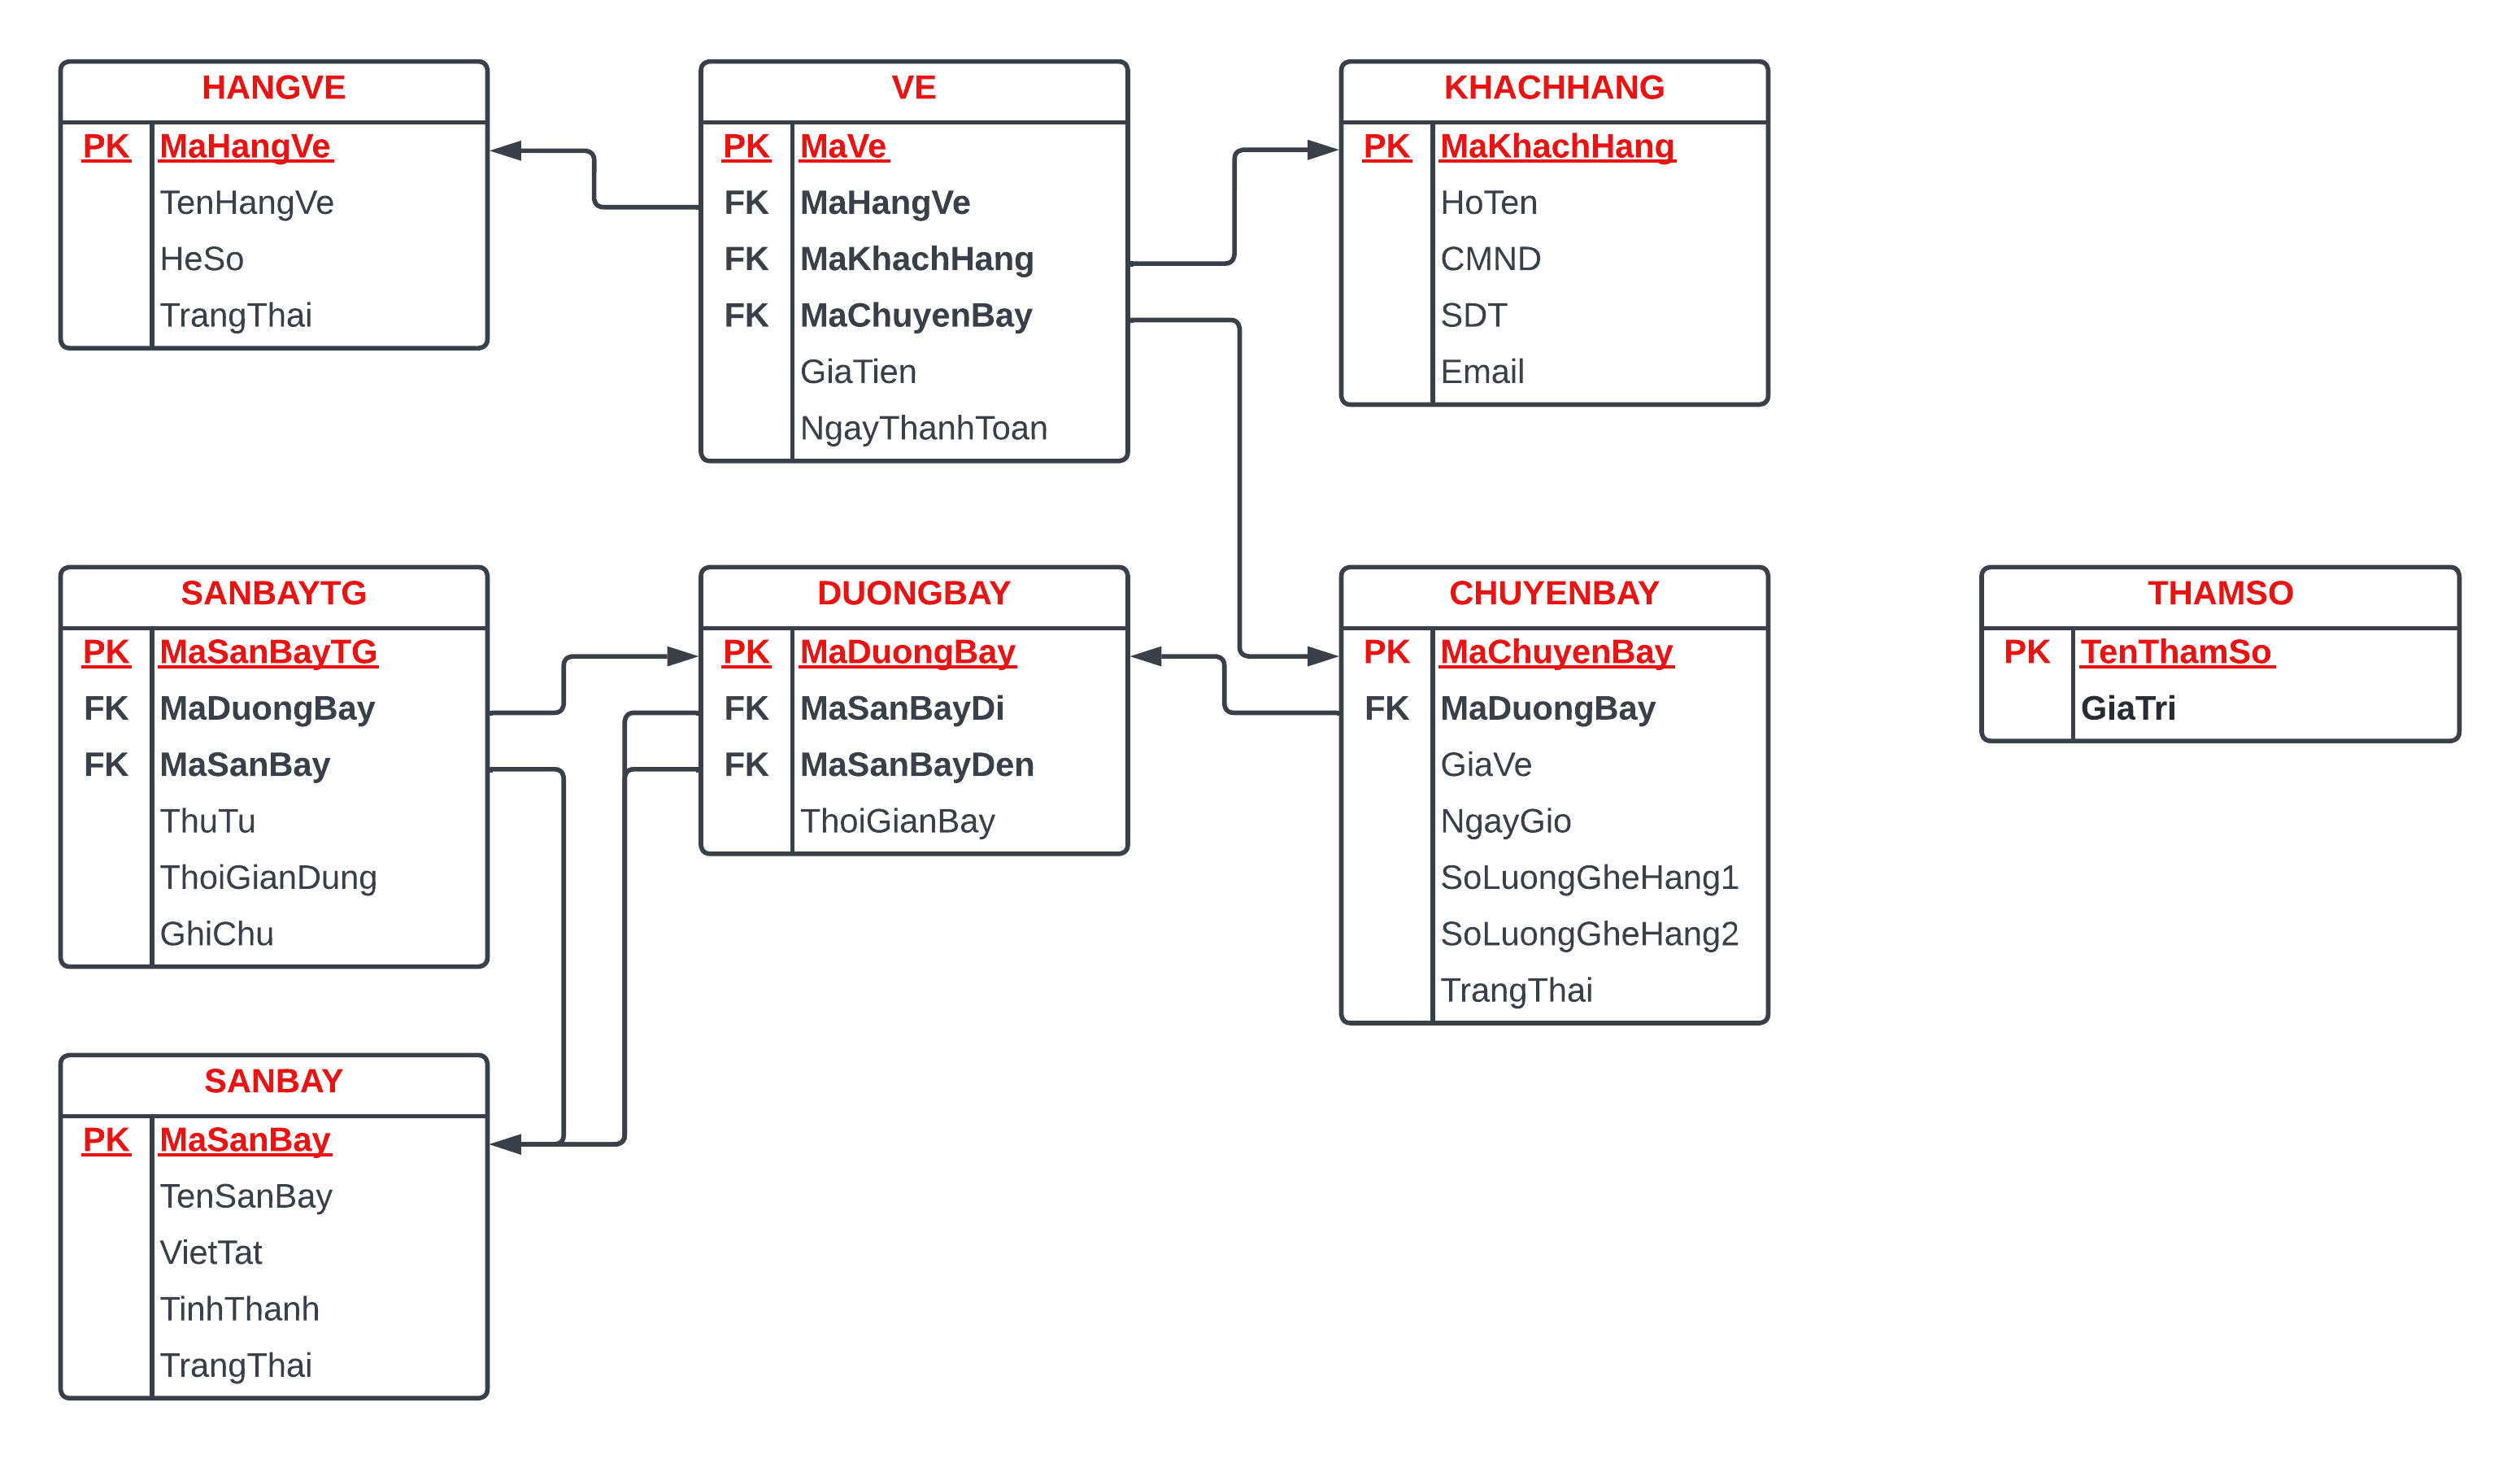 HANGVE
PK MaHangVe
TenHangVe
HeSo
TrangThai
VE
PK MaVe
FK MaHangVe
FK MaKhachHang
FK MaChuyenBay
GiaTien
NgayThanhToan
KHACHHANG
PK MaKhachHang
HoTen
CMND
SDT
Email
SANBAYTG
PK MaSanBayTG
FK MaDuongBay
FK MaSanBay
ThuTu
ThoiGianDung
GhiChu
DUONGBAY
PK MaDuongBay
FK MaSanBayDi
FK MaSanBayDen
ThoiGianBay
CHUYENBAY
PK MaChuyenBay
FK MaDuongBay
GiaVe
NgayGio
SoLuongGheHang1
SoLuongGheHang2
TrangThai
THAMSO
PK TenThamSo
GiaTri
SANBAY
PK MaSanBay
TenSanBay
VietTat
TinhThanh
TrangThai